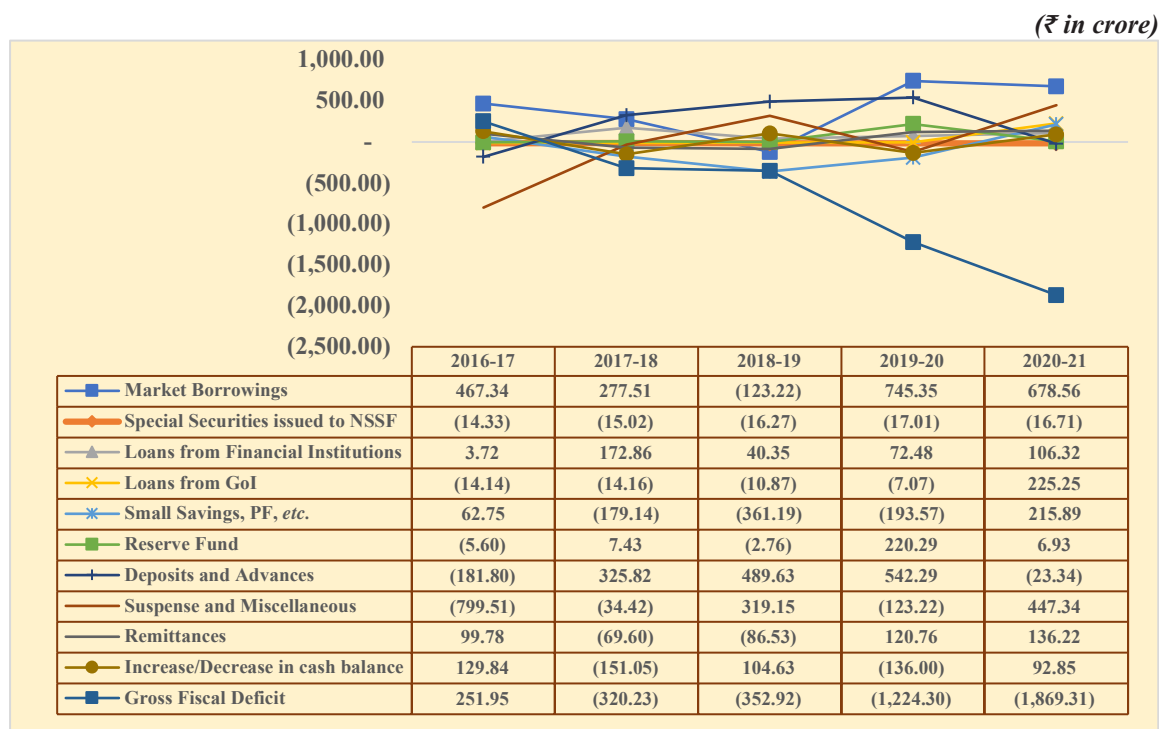 (₹ in crore)
1,000.00
500.00
-
(500.00)
(1,000.00)
(1,500.00)
(2,000.00)
(2,500.00)
2016-17 2017-18 2018-19 2019-20 2020-21
Market Borrowings 467.34 277.51 (123.22) 745.35 678.56
Special Securities issued to NSSF (14.33) (15.02) (16.27) (17.01) (16.71)
Loans from Financial Institutions 3.72 172.86 40.35 72.48 106.32
Loans from GoI (14.14) (14.16) (10.87) (7.07) 225.25
Small Savings, PF, etc. 62.75 (179.14) (361.19) (193.57) 215.89
Reserve Fund (5.60) 7.43 (2.76) 220.29 6.93
Deposits and Advances (181.80) 325.82 489.63 542.29 (23.34)
Suspense and Miscellaneous (799.51) (34.42) 319.15 (123.22) 447.34
Remittances 99.78 (69.60) (86.53) 120.76 136.22
Increase/Decrease in cash balance 129.84 (151.05) 104.63 (136.00) 92.85
Gross Fiscal Deficit 251.95 (320.23) (352.92) (1,224.30) (1,869.31)